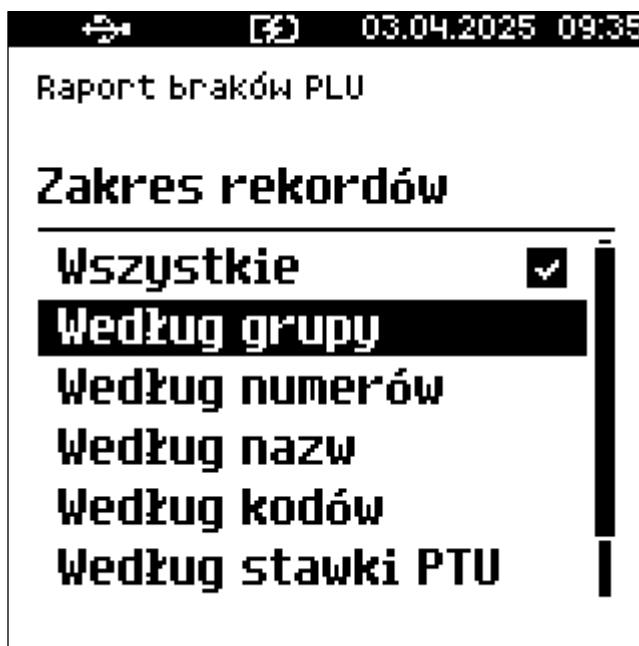 03.04.2025 09:35
Raport braków PLU
Zakres rekordów
Wszystkie
Według grupy
Według numerów
Według nazw
Według kodów
Według stawki PTU